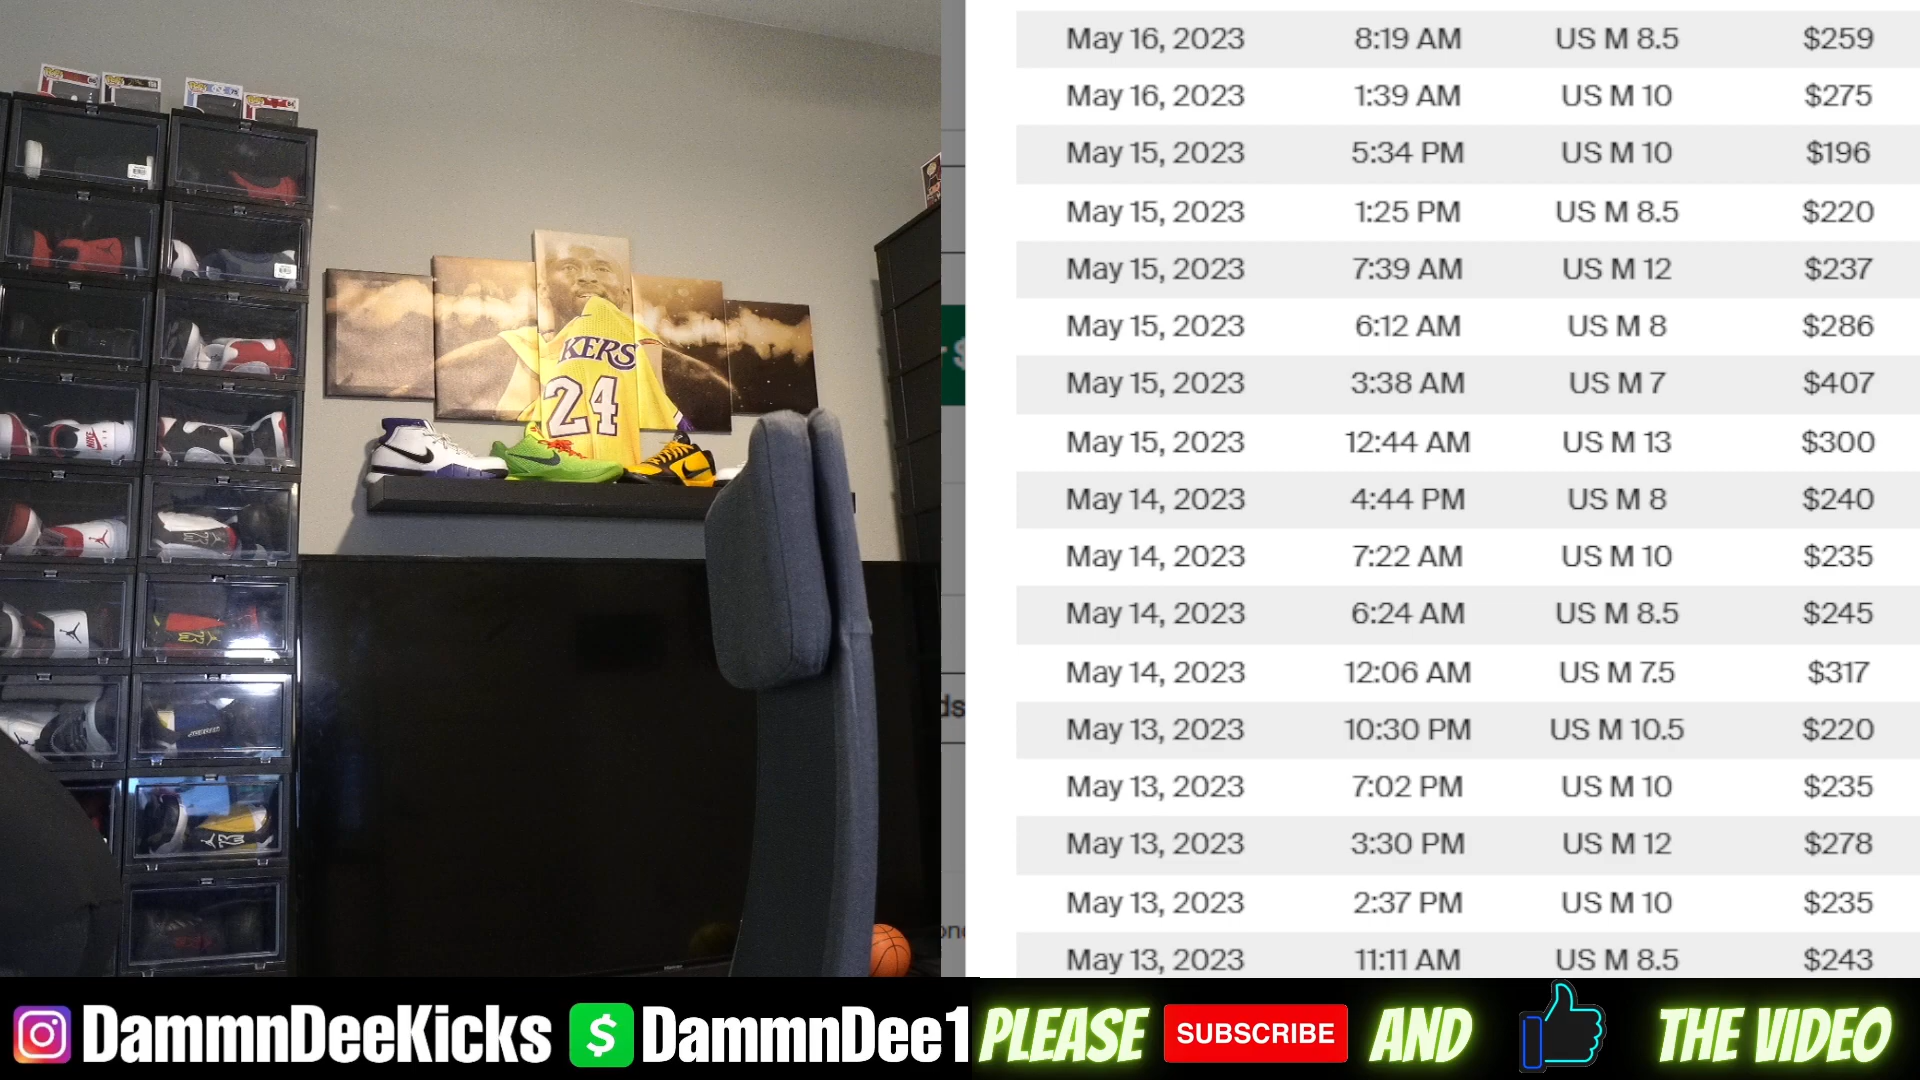 May 16, 2023 8:19 AM US M 8.5 $259
May 16, 2023 1:39 AM US M 10 $275
May 15, 2023 5:34 PM US M 10 $196
May 15, 2023 1:25 PM US M 8.5 $220
May 15, 2023 7:39 AM US M 12 $237
May 15, 2023 6:12 AM US M 8 $286
May 15, 2023 3:38 AM US M 7 $407
May 15, 2023 12:44 AM US M 13 $300
May 14, 2023 4:44 PM US M 8 $240
May 14, 2023 7:22 AM US M 10 $235
May 14, 2023 6:24 AM US M 8.5 $245
May 14, 2023 12:06 AM US M 7.5 $317
May 13, 2023 10:30 PM US M 10.5 $220
May 13, 2023 7:02 PM US M 10 $235
May 13, 2023 3:30 PM US M 12 $278
May 13, 2023 2:37 PM US M 10 $235
May 13, 2023 11:11 AM US M 8.5 $243
KERS
24
DammnDeeKicks $ DammnDee1 PLEASE SUBSCRIBE AND THE VIDEO